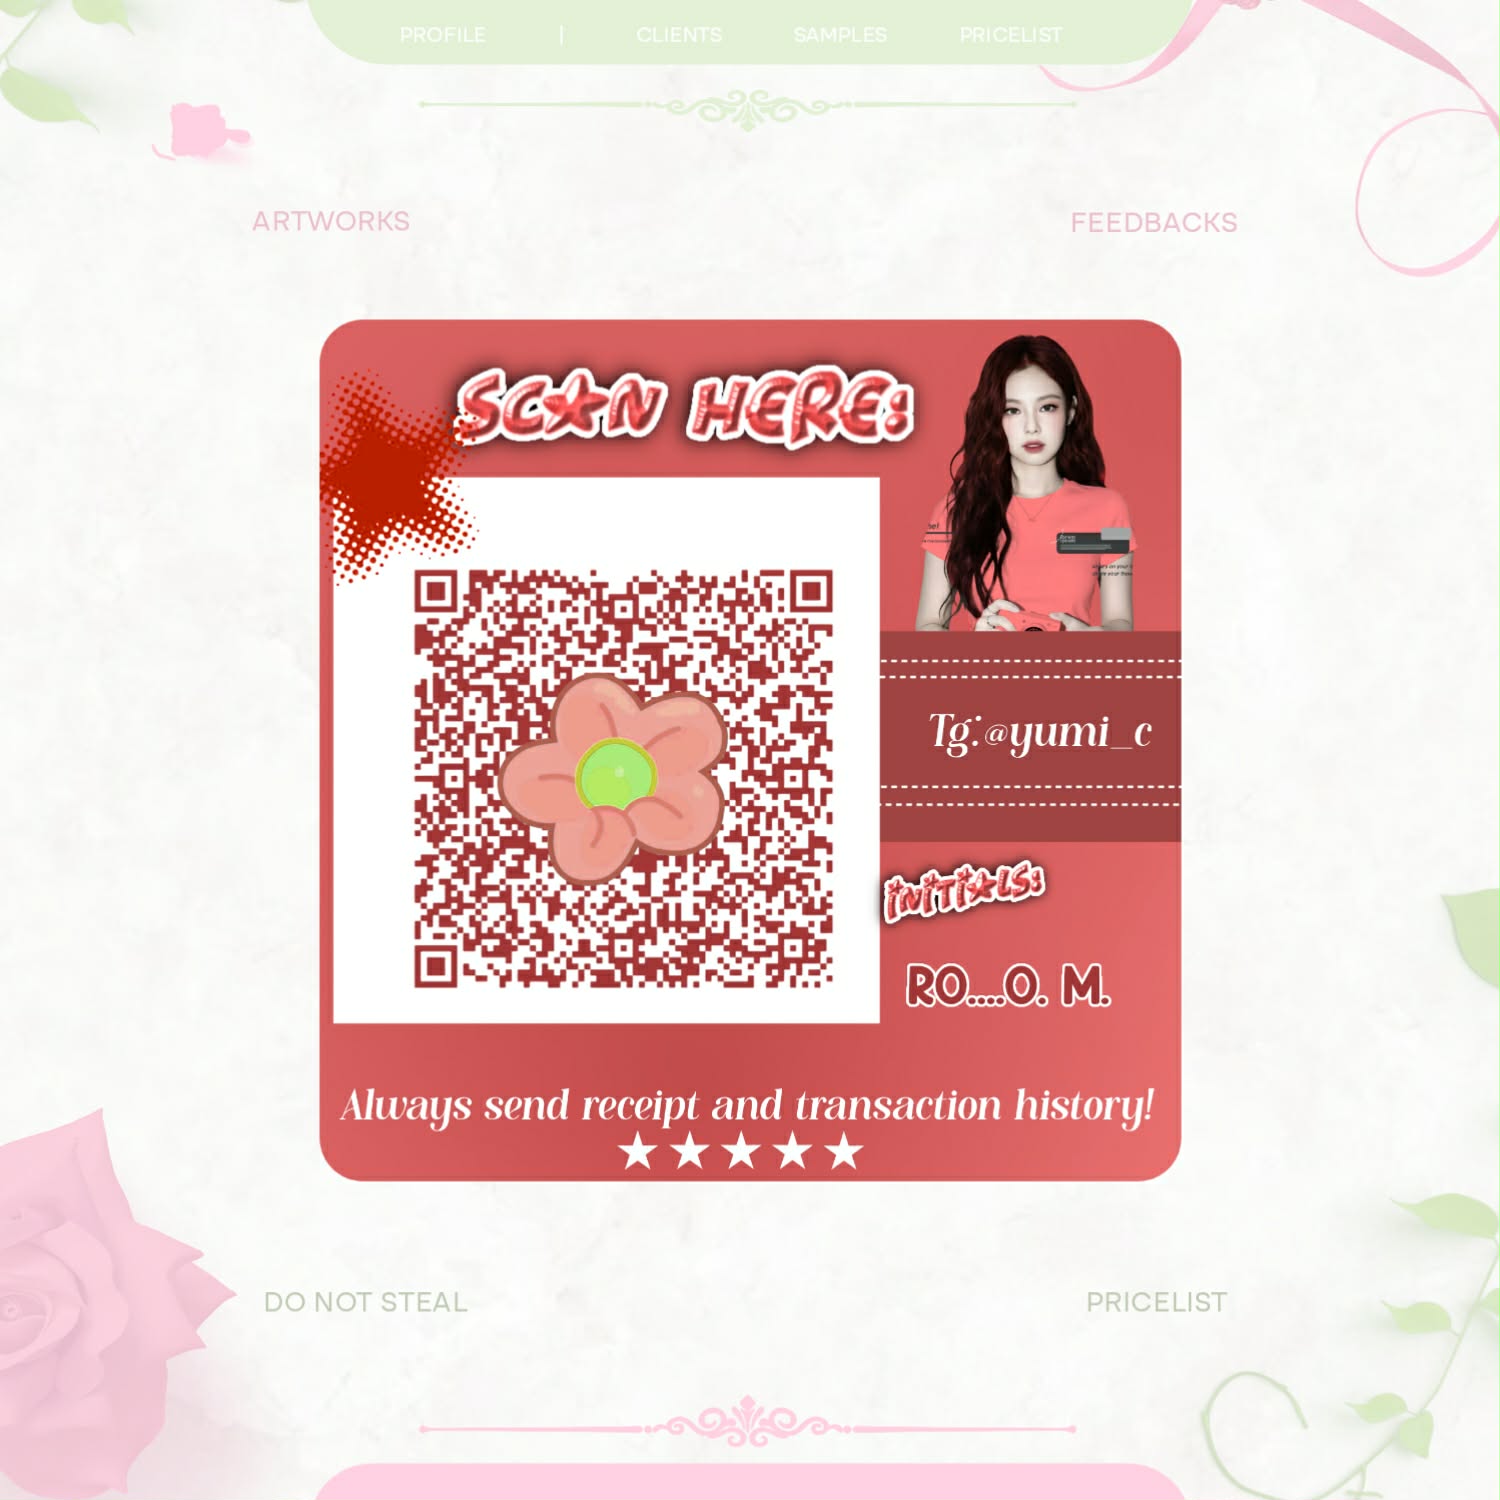 PROFILE | CLIENTS SAMPLES PRICELIST
ARTWORKS
FEEDBACKS
SCAN HERE:
Tg:@yumi_c
INITIALS:
RO....O. M.
Always send receipt and transaction history!
DO NOT STEAL
PRICELIST